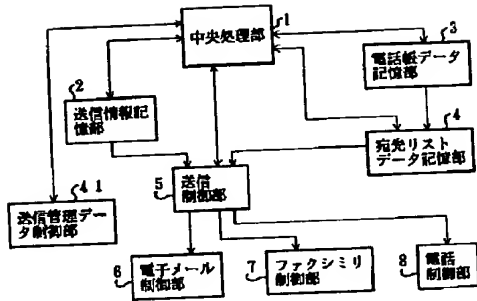 1
中央処理部
3
電話帳データ
記憶部
2
送信情報記
憶部
4
宛先リスト
データ記憶部
5
送信
制御部
4 1
送信管理デー
タ制御部
6
電子メール
制御部
7
ファクシミリ
制御部
8
電話
制御部